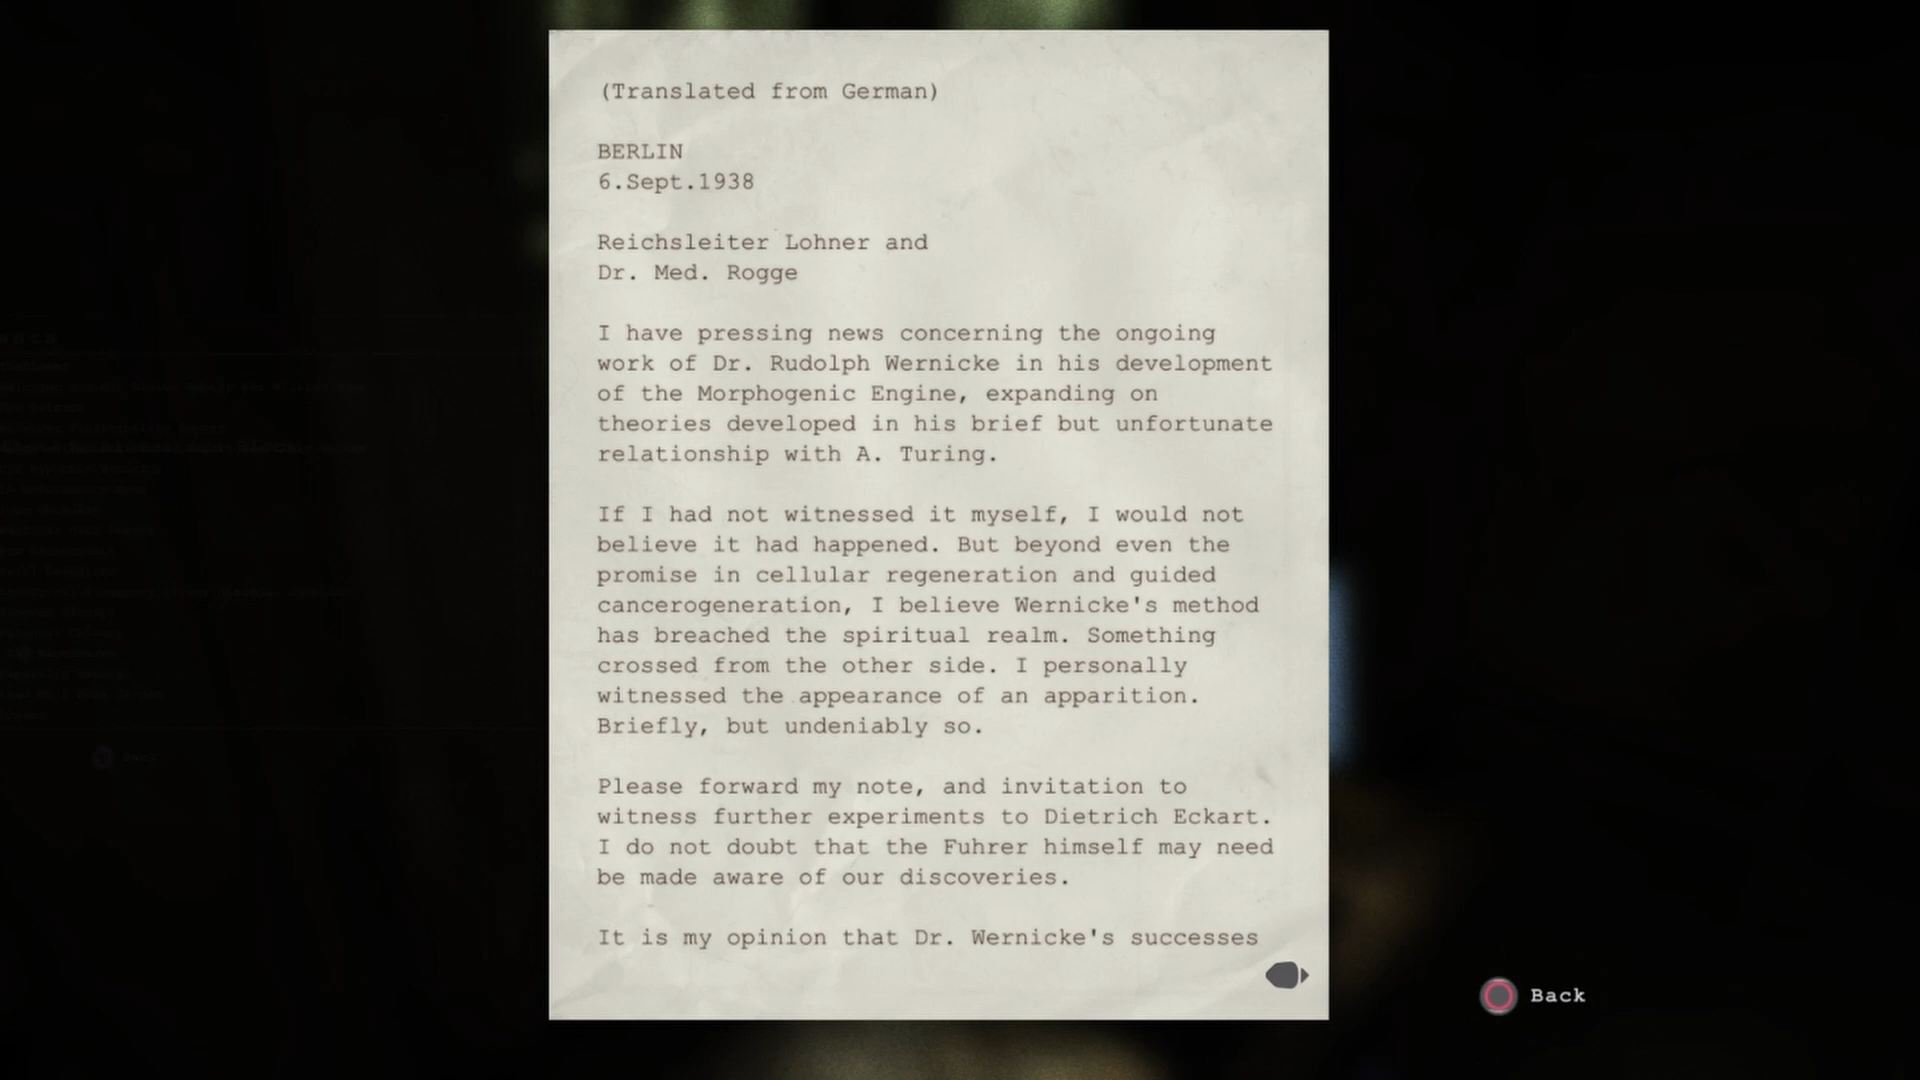 (Translated from German)
BERLIN
6.Sept.1938
Reichsleiter Lohner and
Dr. Med. Rogge
I have pressing news concerning the ongoing
work of Dr. Rudolph Wernicke in his development
of the Morphogenic Engine, expanding on
theories developed in his brief but unfortunate
relationship with A. Turing.
If I had not witnessed it myself, I would not
believe it had happened. But beyond even the
promise in cellular regeneration and guided
cancerogeneration, I believe Wernicke's method
has breached the spiritual realm. Something
crossed from the other side. I personally
witnessed the appearance of an apparition.
Briefly, but undeniably so.
Please forward my note, and invitation to
witness further experiments to Dietrich Eckart.
I do not doubt that the Fuhrer himself may need
be made aware of our discoveries.
It is my opinion that Dr. Wernicke's successes
Back